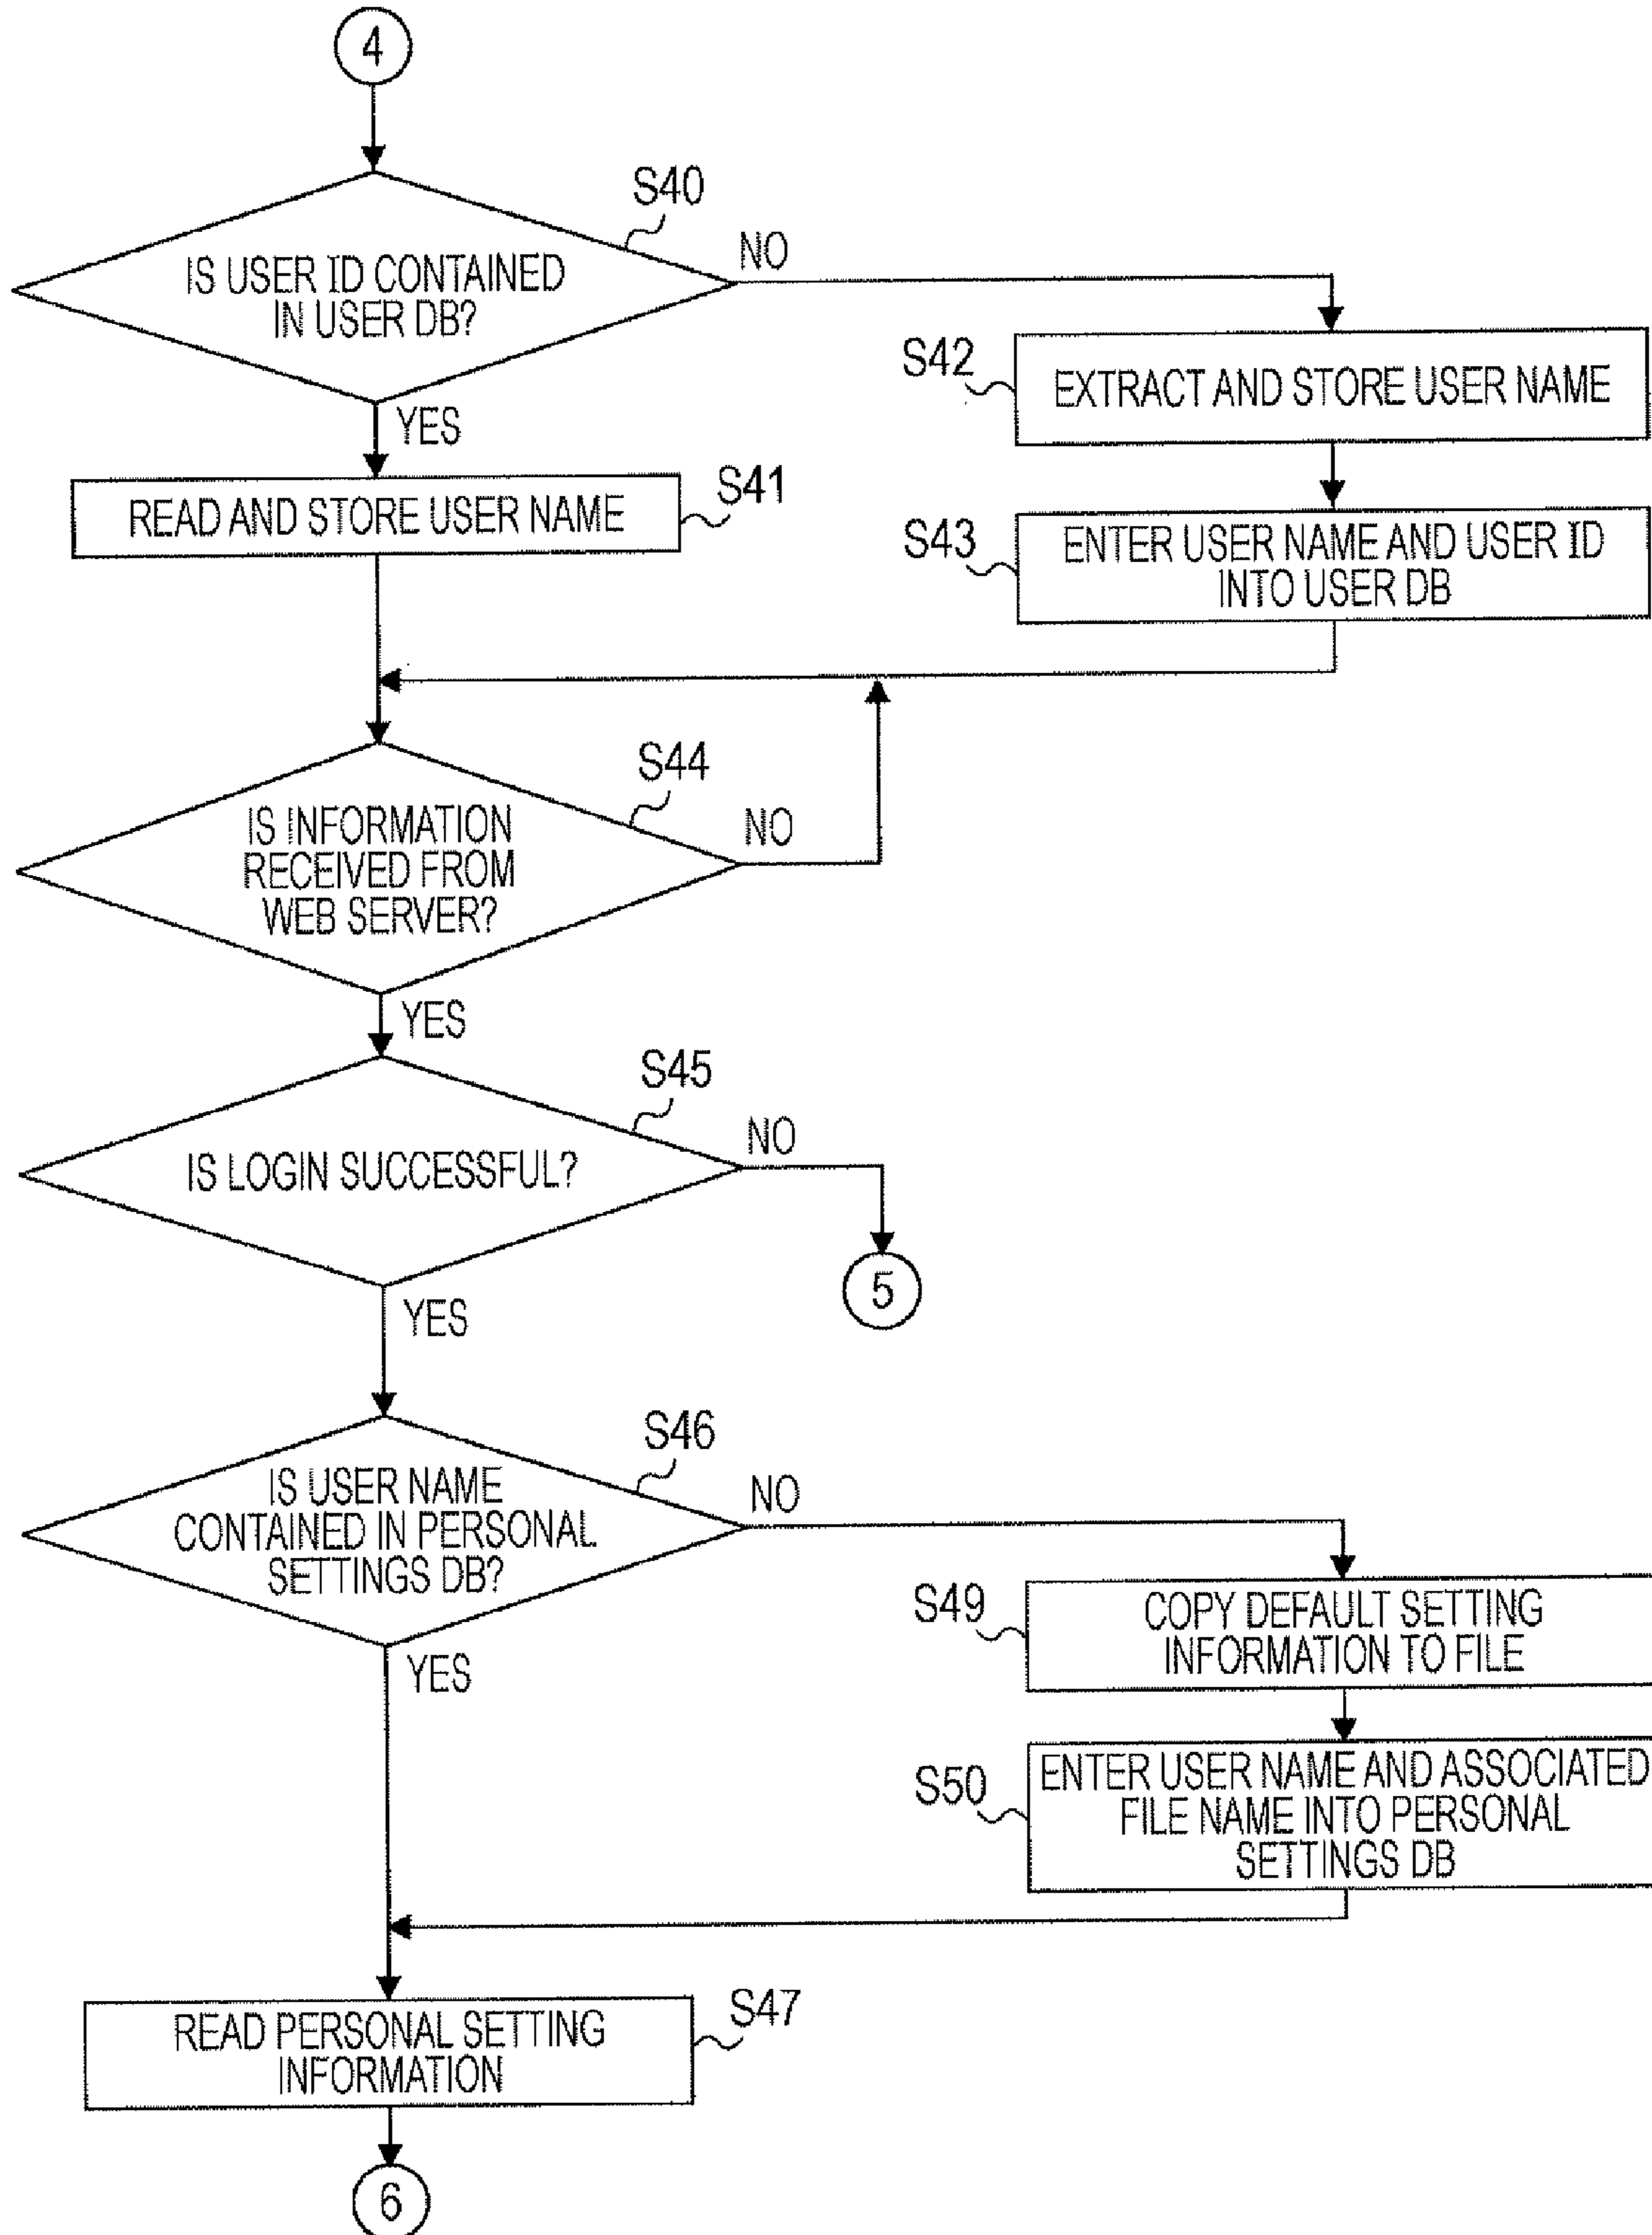 4
S40
NO
IS USER ID CONTAINED
IN USER DB?
S42
EXTRACT AND STORE USER NAME
YES
S41
READ AND STORE USER NAME
S43
ENTER USER NAME AND USER ID
INTO USER DB
S44
NO
IS INFORMATION
RECEIVED FROM
WEB SERVER?
YES
S45
NO
IS LOGIN SUCCESSFUL?
5
YES
S46
NO
IS USER NAME
CONTAINED IN PERSONAL
SETTINGS DB?
S49
COPY DEFAULT SETTING
INFORMATION TO FILE
YES
S50
ENTER USER NAME AND ASSOCIATED
FILE NAME INTO PERSONAL
SETTINGS DB
S47
READ PERSONAL SETTING
INFORMATION
6